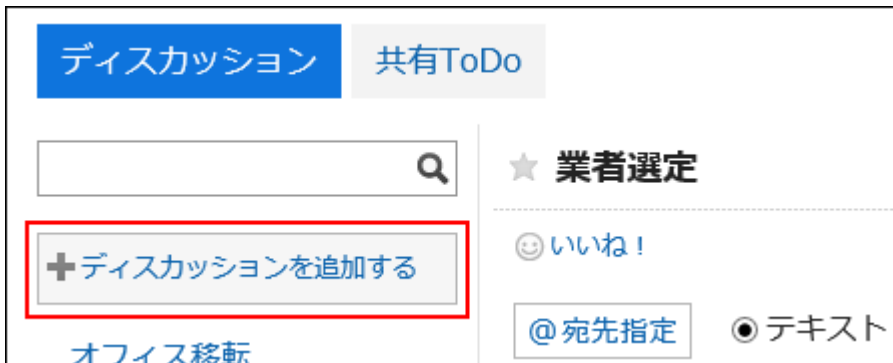 ディスカッション
共有ToDo
業者選定
ディスカッションを追加する
いいね！
@宛先指定
テキスト
オフィス移転